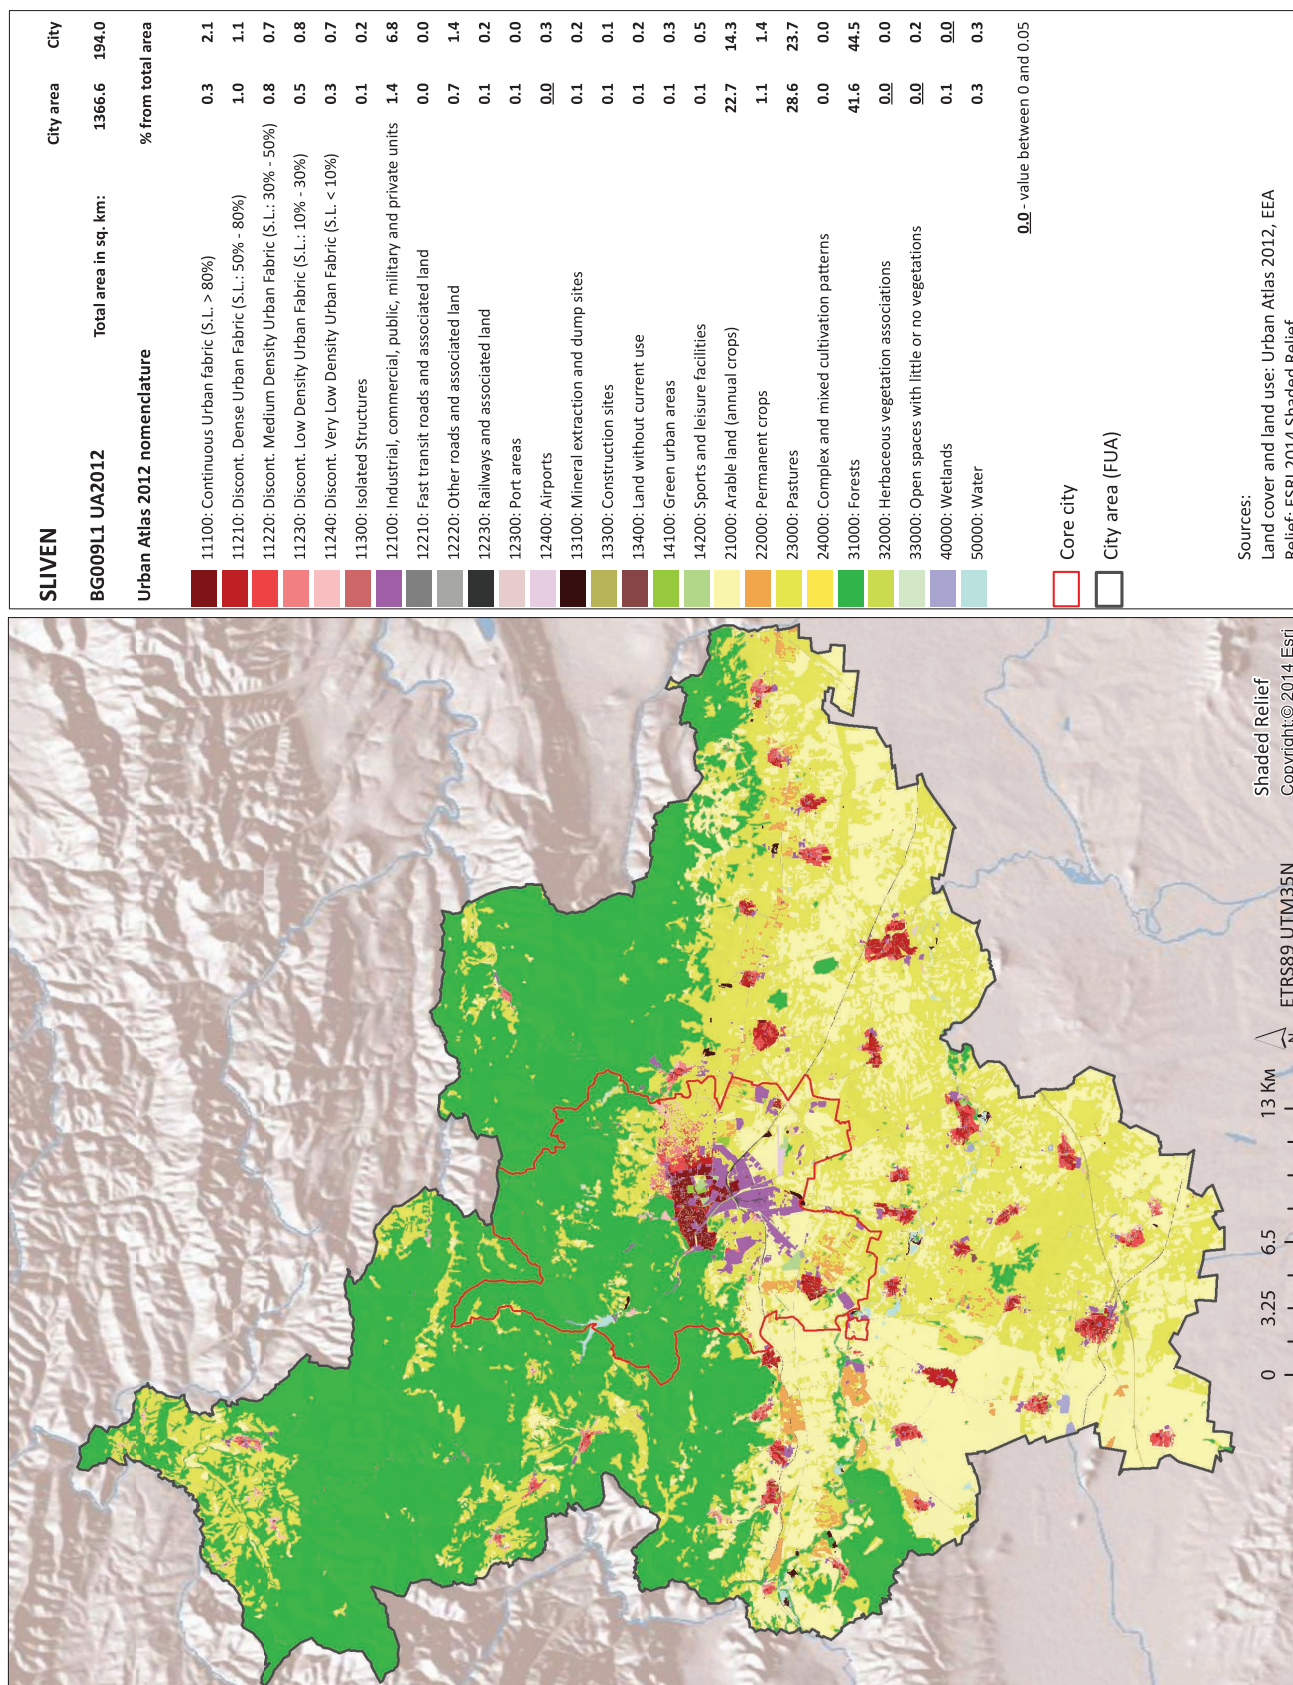 SLIVEN City area City
BG009L1 UA2012 Total area in sq. km: 1366.6 194.0
Urban Atlas 2012 nomenclature % from total area
11100: Continuous Urban fabric (S.L. > 80%) 0.3 2.1
11210: Discont. Dense Urban Fabric (S.L.: 50% - 80%) 1.0 1.1
11220: Discont. Medium Density Urban Fabric (S.L.: 30% - 50%) 0.8 0.7
11230: Discont. Low Density Urban Fabric (S.L.: 10% - 30%) 0.5 0.8
11240: Discont. Very Low Density Urban Fabric (S.L. < 10%) 0.3 0.7
11300: Isolated Structures 0.1 0.2
12100: Industrial, commercial, public, military and private units 1.4 6.8
12210: Fast transit roads and associated land 0.0 0.0
12220: Other roads and associated land 0.7 1.4
12230: Railways and associated land 0.1 0.2
12300: Port areas 0.1 0.0
12400: Airports 0.0 0.3
13100: Mineral extraction and dump sites 0.1 0.2
13300: Construction sites 0.1 0.1
13400: Land without current use 0.1 0.2
14100: Green urban areas 0.1 0.3
14200: Sports and leisure facilities 0.1 0.5
210000: Arable land (annual crops) 22.7 14.3
22000: Permanent crops 1.1 1.4
23000: Pastures 28.6 23.7
24000: Complex and mixed cultivation patterns 0.0 0.0
31000: Forests 41.6 44.5
32000: Herbaceous vegetation associations 0.0 0.0
33000: Open spaces with little or no vegetations 0.0 0.2
40000: Wetlands 0.1 0.0
50000: Water 0.3 0.3
0.0 - value between 0 and 0.05
Core city
City area (FUA)
Sources:
Land cover and land use: Urban Atlas 2012, EEA
Relief: ESRI 2014 Shaded Relief
Shaded Relief
Copyright:© 2014 Esri
0 3.25 6.5 13 Км N ETRS89 UTM35N